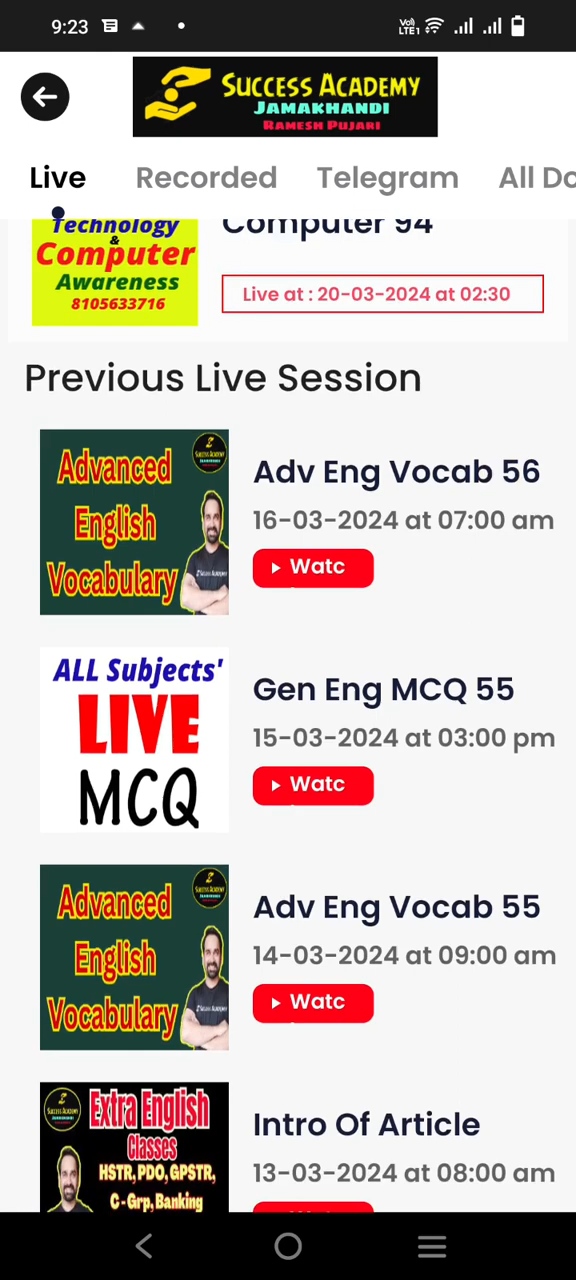 9:23
Vo)
LTE1
SUCCESS ACADEMY
JAMAKHANDI
RAMESH PUJARI
Live Recorded Telegram All Do
Technology
&
Computer
Awareness
8105633716
Computer 94
Live at : 20-03-2024 at 02:30
Previous Live Session
Advanced
English
Vocabulary
Adv Eng Vocab 56
16-03-2024 at 07:00 am
Watc
ALL Subjects'
LIVE
MCQ
Gen Eng MCQ 55
15-03-2024 at 03:00 pm
Watc
Advanced
English
Vocabulary
Adv Eng Vocab 55
14-03-2024 at 09:00 am
Watc
Extra English
Classes
HSTR, PDO, GPSTR,
C - Grp, Banking
Intro Of Article
13-03-2024 at 08:00 am